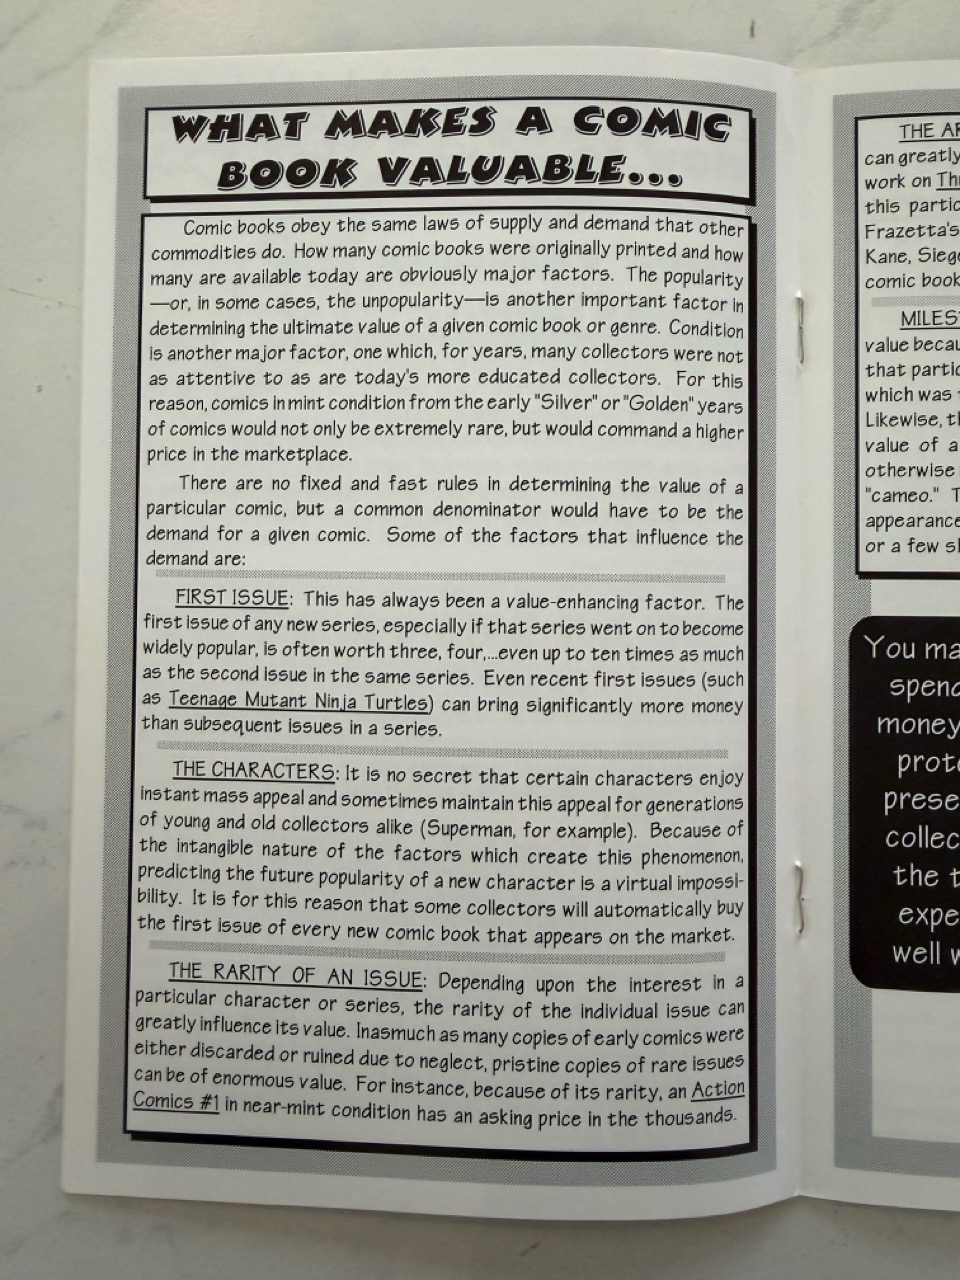 WHAT MAKES A COMIC
BOOK VALUABLE...
Comic books obey the same laws of supply and demand that other
commodities do. How many comic books were originally printed and how
many are available today are obviously major factors. The popularity
—or, in some cases, the unpopularity—is another important factor in
determining the ultimate value of a given comic book or genre. Condition
is another major factor, one which, for years, many collectors were not
as attentive to as are today's more educated collectors. For this
reason, comics in mint condition from the early "Silver" or "Golden" years
of comics would not only be extremely rare, but would command a higher
price in the marketplace.
There are no fixed and fast rules in determining the value of a
particular comic, but a common denominator would have to be the
demand for a given comic. Some of the factors that influence the
demand are:
FIRST ISSUE: This has always been a value-enhancing factor. The
first issue of any new series, especially if that series went on to become
widely popular, is often worth three, four,...even up to ten times as much
as the second issue in the same series. Even recent first issues (such
as Teenage Mutant Ninja Turtles) can bring significantly more money
than subsequent issues in a series.
THE CHARACTERS: It is no secret that certain characters enjoy
instant mass appeal and sometimes maintain this appeal for generations
of young and old collectors alike (Superman, for example). Because of
the intangible nature of the factors which create this phenomenon,
predicting the future popularity of a new character is a virtual impossi-
bility. It is for this reason that some collectors will automatically buy
the first issue of every new comic book that appears on the market.
THE RARITY OF AN ISSUE: Depending upon the interest in a
particular character or series, the rarity of the individual issue can
greatly influence its value. Inasmuch as many copies of early comics were
either discarded or ruined due to neglect, pristine copies of rare issues
can be of enormous value. For instance, because of its rarity, an Action
Comics #1 in near-mint condition has an asking price in the thousands.
THE
can greatly
work on
this
Frazetta's
Kane,
comic book
value
that
which was
Likewise,
value of a
otherwise
"cameo."
appearance
or a few
You
money
the
well